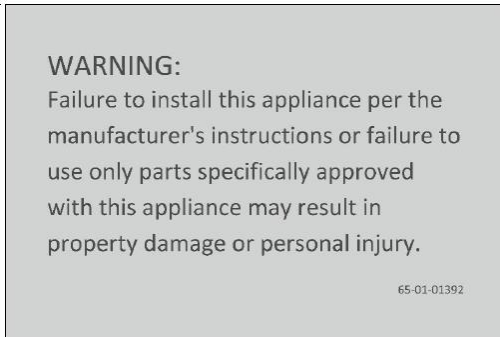 WARNING:
Failure to install this appliance per the
manufacturer's instructions or failure to
use only parts specifically approved
with this appliance may result in
property damage or personal injury.
65-01-01392